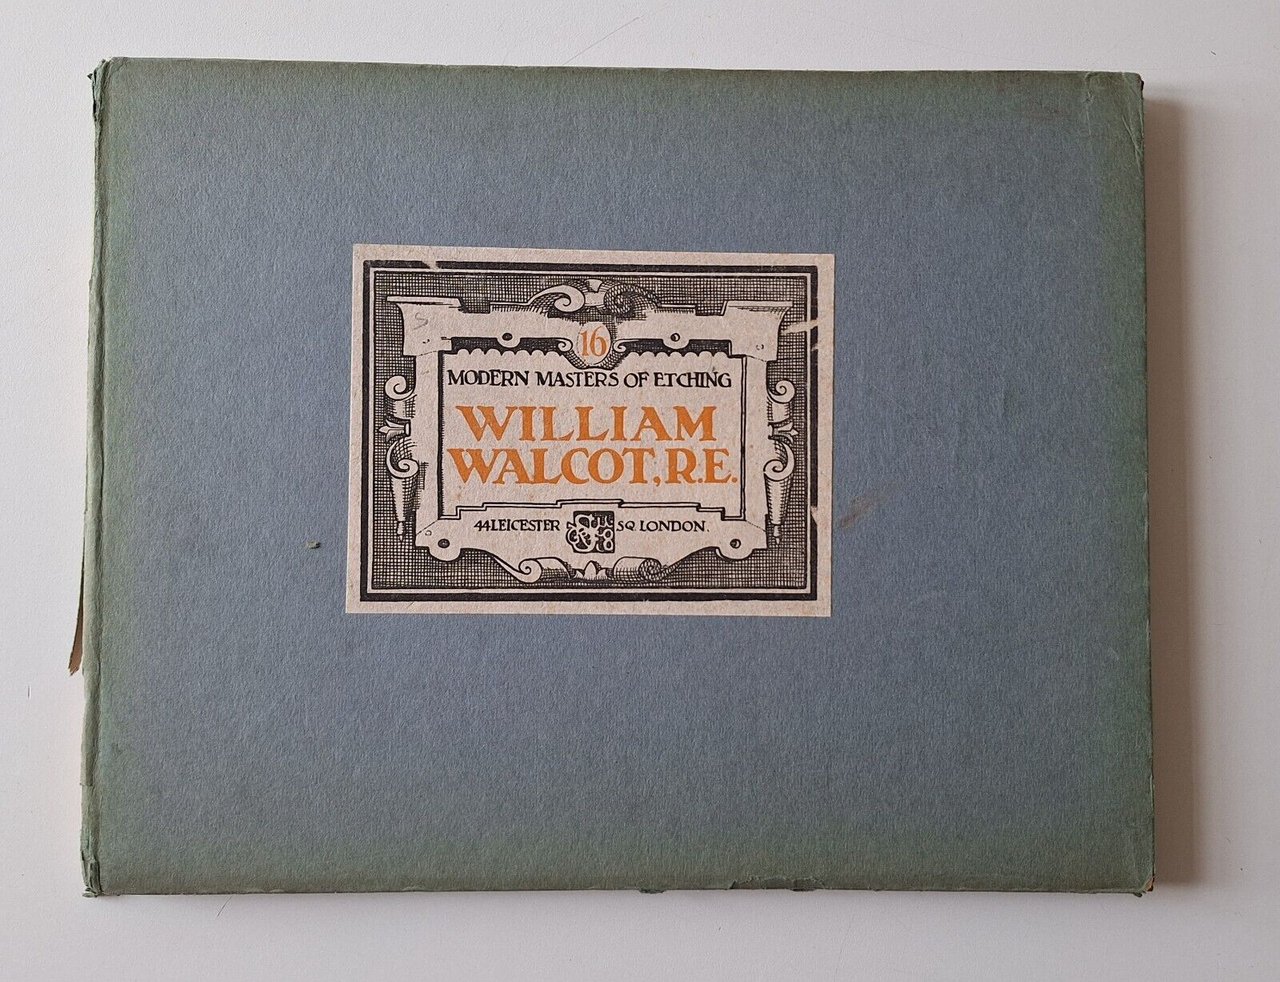 16
MODERN MASTERS OF ETCHING
WILLIAM
WALCOT, R.E.
44 LEICESTER SQ LONDON.